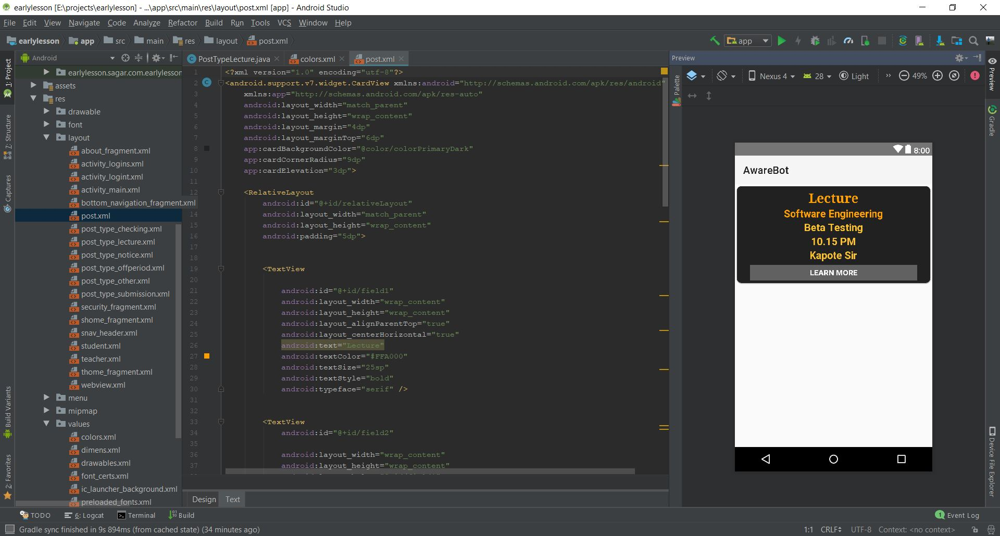 earlylesson [E:\projects\earlylesson] - ...\app\src\main\res\layout\post.xml [app] - Android Studio
File Edit View Navigate Code Analyze Refactor Build Run Tools VCS Window Help
earlylesson app src main res layout post.xml
app
1: Project
7: Structure
Captures
Build Variants
2: Favorites
Android
earlylesson.sagar.com.earlylesson
assets
res
drawable
font
layout
about_fragment.xml
activity_logins.xml
activity_logint.xml
activity_main.xml
bottom_navigation_fragment.xml
post.xml
post_type_checking.xml
post_type_lecture.xml
post_type_notice.xml
post_type_offperiod.xml
post_type_other.xml
post_type_submission.xml
security_fragment.xml
shome_fragment.xml
snav_header.xml
student.xml
teacher.xml
thome_fragment.xml
webview.xml
menu
mipmap
values
colors.xml
dimens.xml
drawables.xml
font_certs.xml
ic_launcher_background.xml
preloaded_fonts.xml
PostTypeLecture.java colors.xml post.xml
1 <?xml version="1.0" encoding="utf-8"?>
2 <android.support.v7.widget.CardView xmlns:android="http://schemas.android.com/apk/res/android"
3 xmlns:app="http://schemas.android.com/apk/res-auto"
4 android:layout_width="match_parent"
5 android:layout_height="wrap_content"
6 android:layout_margin="4dp"
7 android:layout_marginTop="6dp"
8 app:cardBackgroundColor="@color/colorPrimaryDark"
9 app:cardCornerRadius="9dp"
10 app:cardElevation="3dp">
11
12 <RelativeLayout
android:id="@+id/relativeLayout"
14 android:layout_width="match_parent"
15 android:layout_height="wrap_content"
16 android:padding="5dp">
17
18
19 <TextView
20
21 android:id="@+id/field1"
22 android:layout_width="wrap_content"
23 android:layout_height="wrap_content"
24 android:layout_alignParentTop="true"
25 android:layout_centerHorizontal="true"
26 android:text="Lecture"
27 android:textColor="#FFA000"
28 android:textSize="25sp"
29 android:textStyle="bold"
30 android:typeface="serif" />
31
32
33 <TextView
34 android:id="@+id/field2"
35
36 android:layout_width="wrap_content"
37 android:layout_height="wrap_content"
Design Text
Preview
Palette
Nexus 4 28 Light 49%
8:00
AwareBot
Lecture
Software Engineering
Beta Testing
10.15 PM
Kapote Sir
LEARN MORE
Preview
Gradle
Device File Explorer
TODO 6: Logcat Terminal Build 1 Event Log
Gradle sync finished in 9s 894ms (from cached state) (34 minutes ago) 1:1 CRLF UTF-8 Context: <no context>